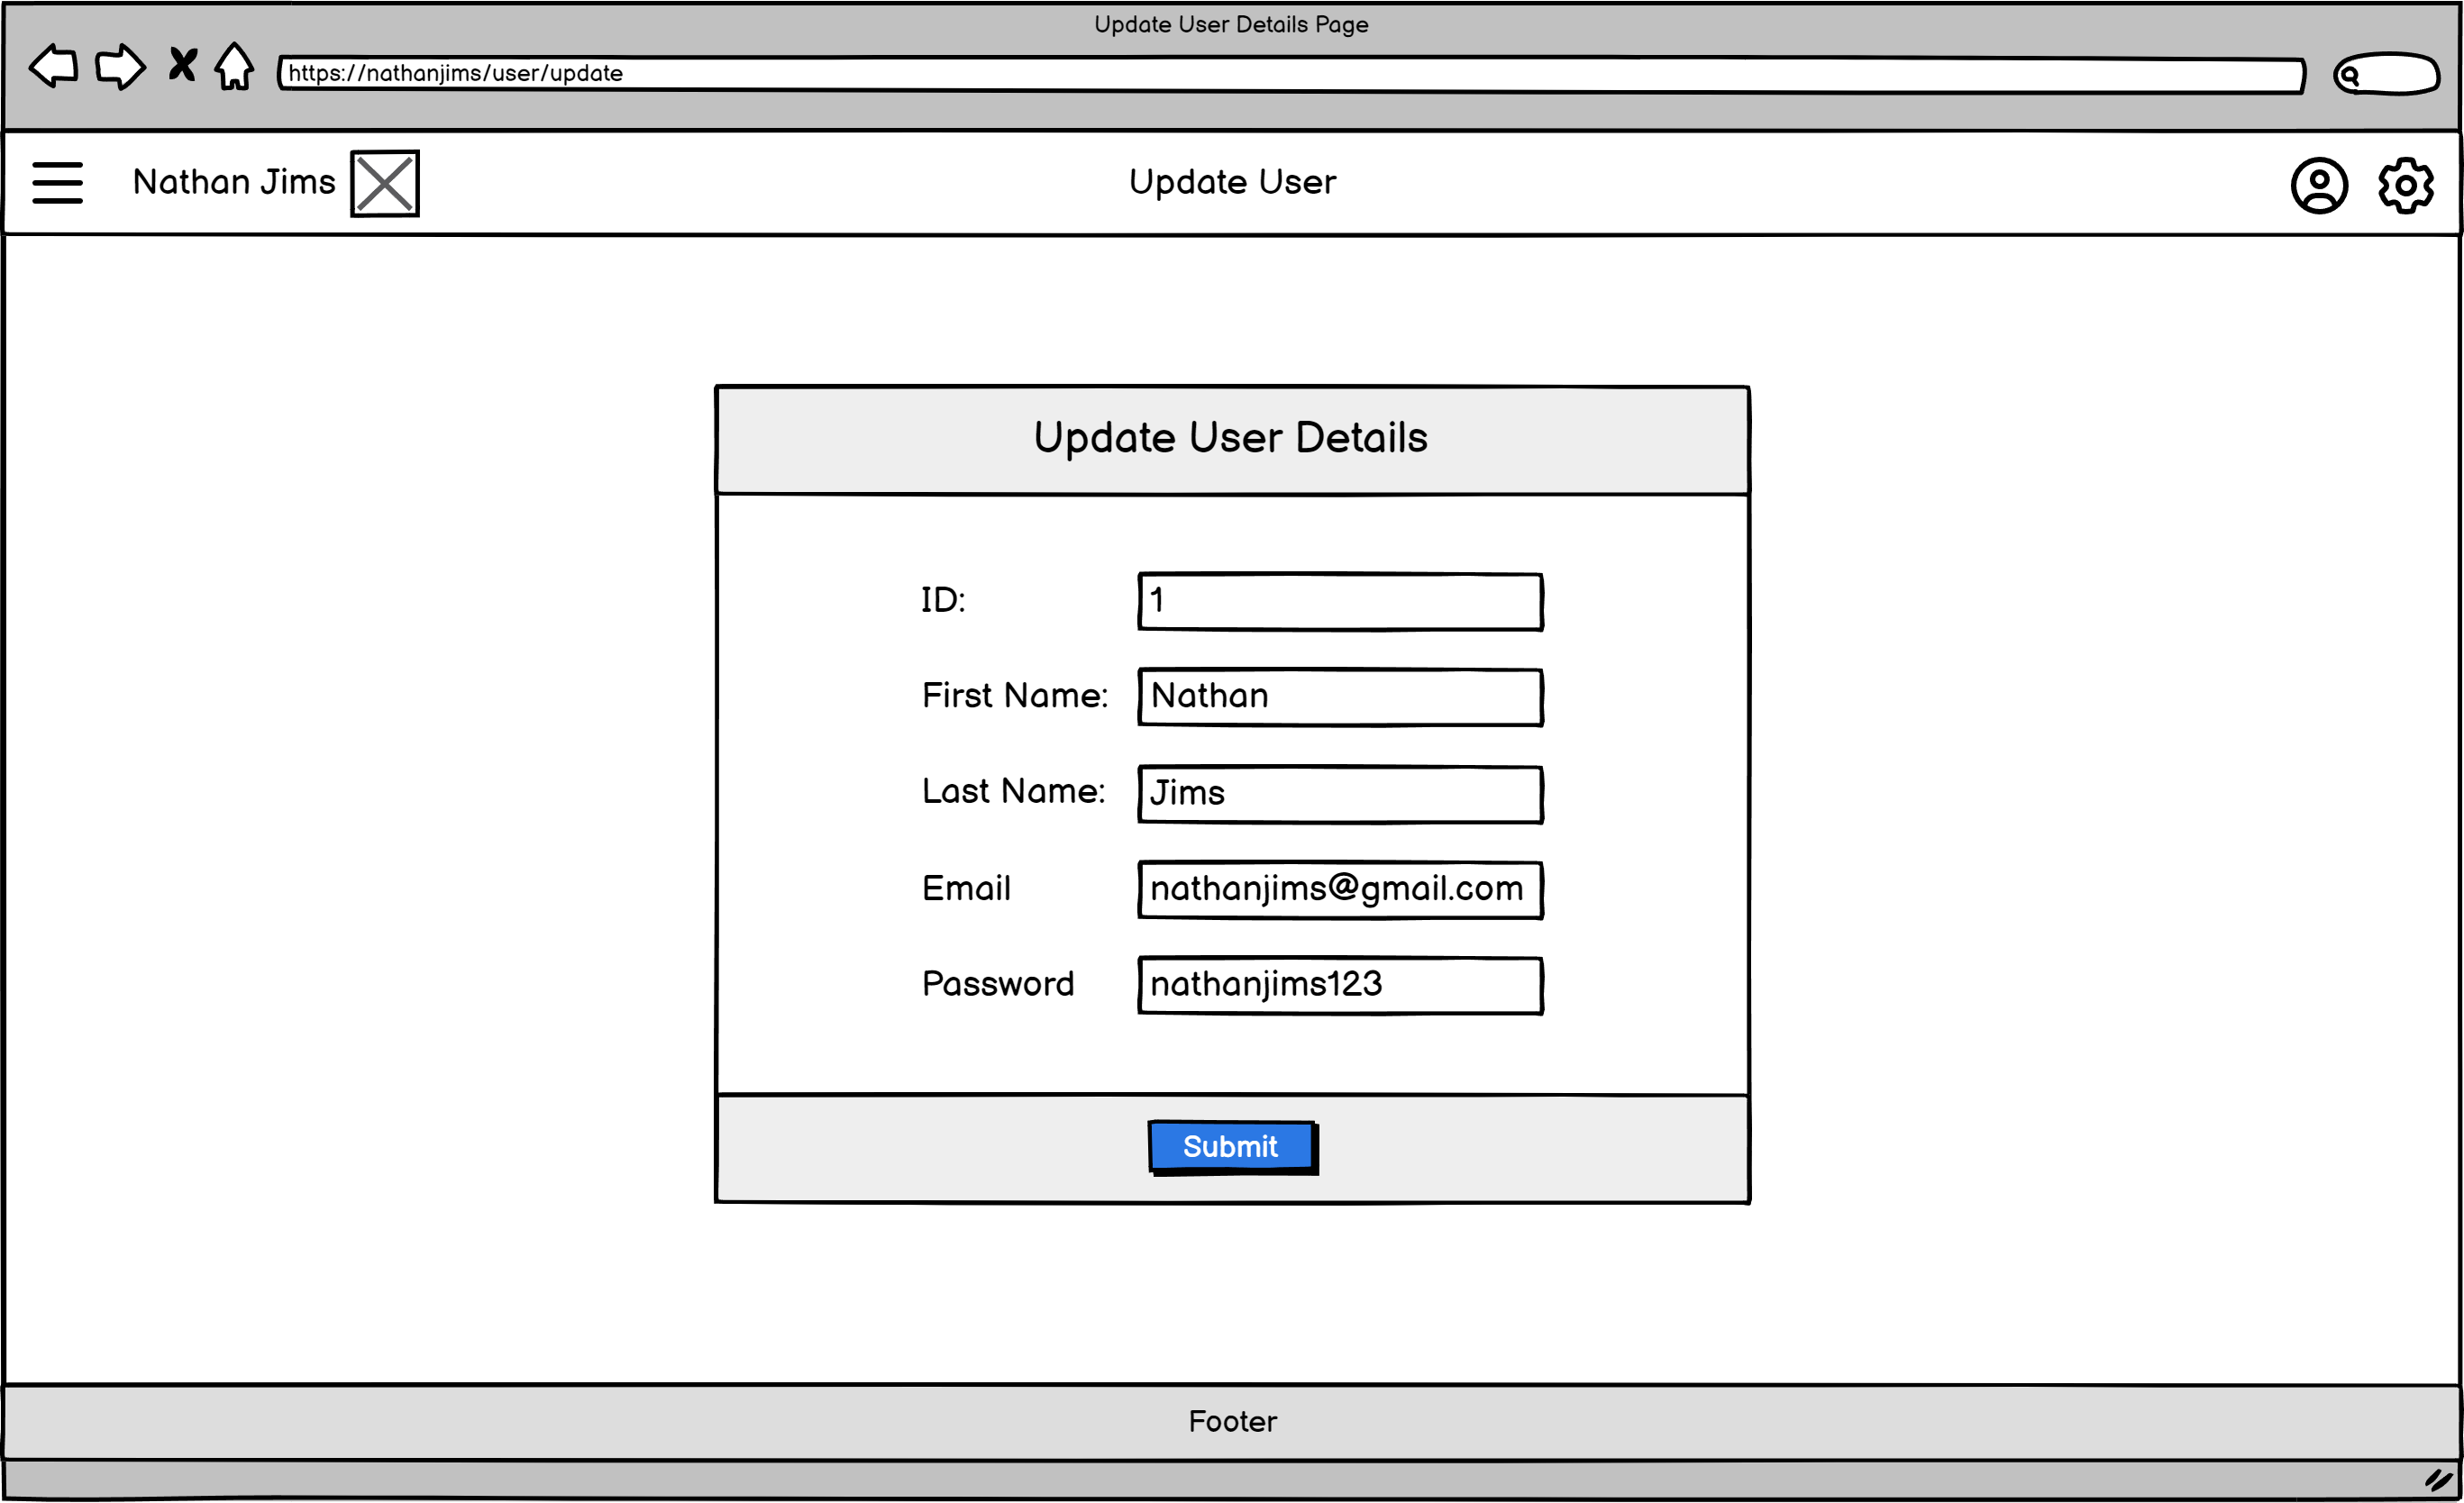 Update User Details Page
https://nathanjims/user/update
Nathan Jims
Update User
Update User Details
ID: 1
First Name: Nathan
Last Name: Jims
Email nathanjims@gmail.com
Password nathanjims123
Submit
Footer